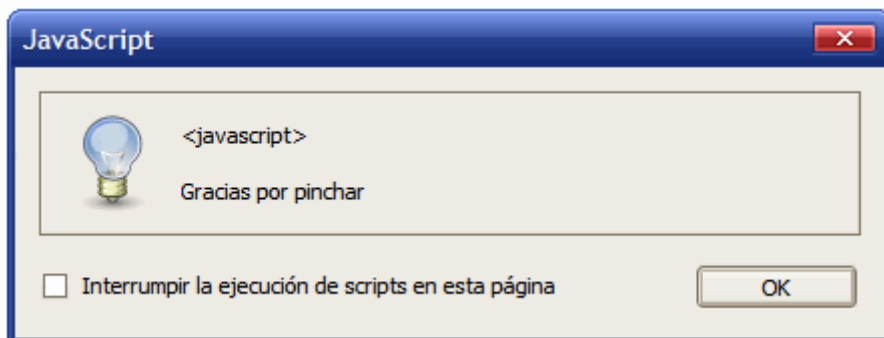 JavaScript
<javascript>
Gracias por pinchar
Interrumpir la ejecución de scripts en esta página
OK